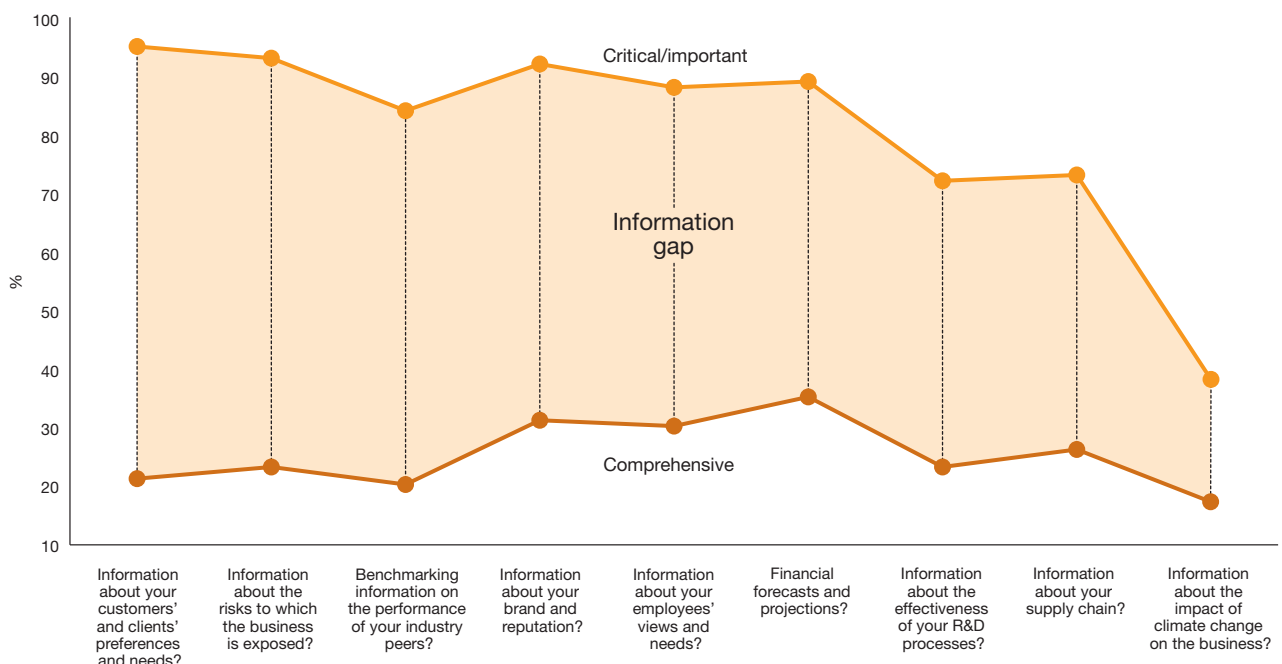 100
90
80
70
60
50
40
30
20
10
%
Critical/important
Information
gap
Comprehensive
Information
about your
customers’
and clients’
preferences
and needs?
Information
about the
risks to which
the business
is exposed?
Benchmarking
information on
the performance
of your industry
peers?
Information
about your
brand and
reputation?
Information
about your
employees’
views and
needs?
Financial
forecasts and
projections?
Information
about the
effectiveness
of your R&D
processes?
Information
about your
supply chain?
Information
about the
impact of
climate change
on the business?